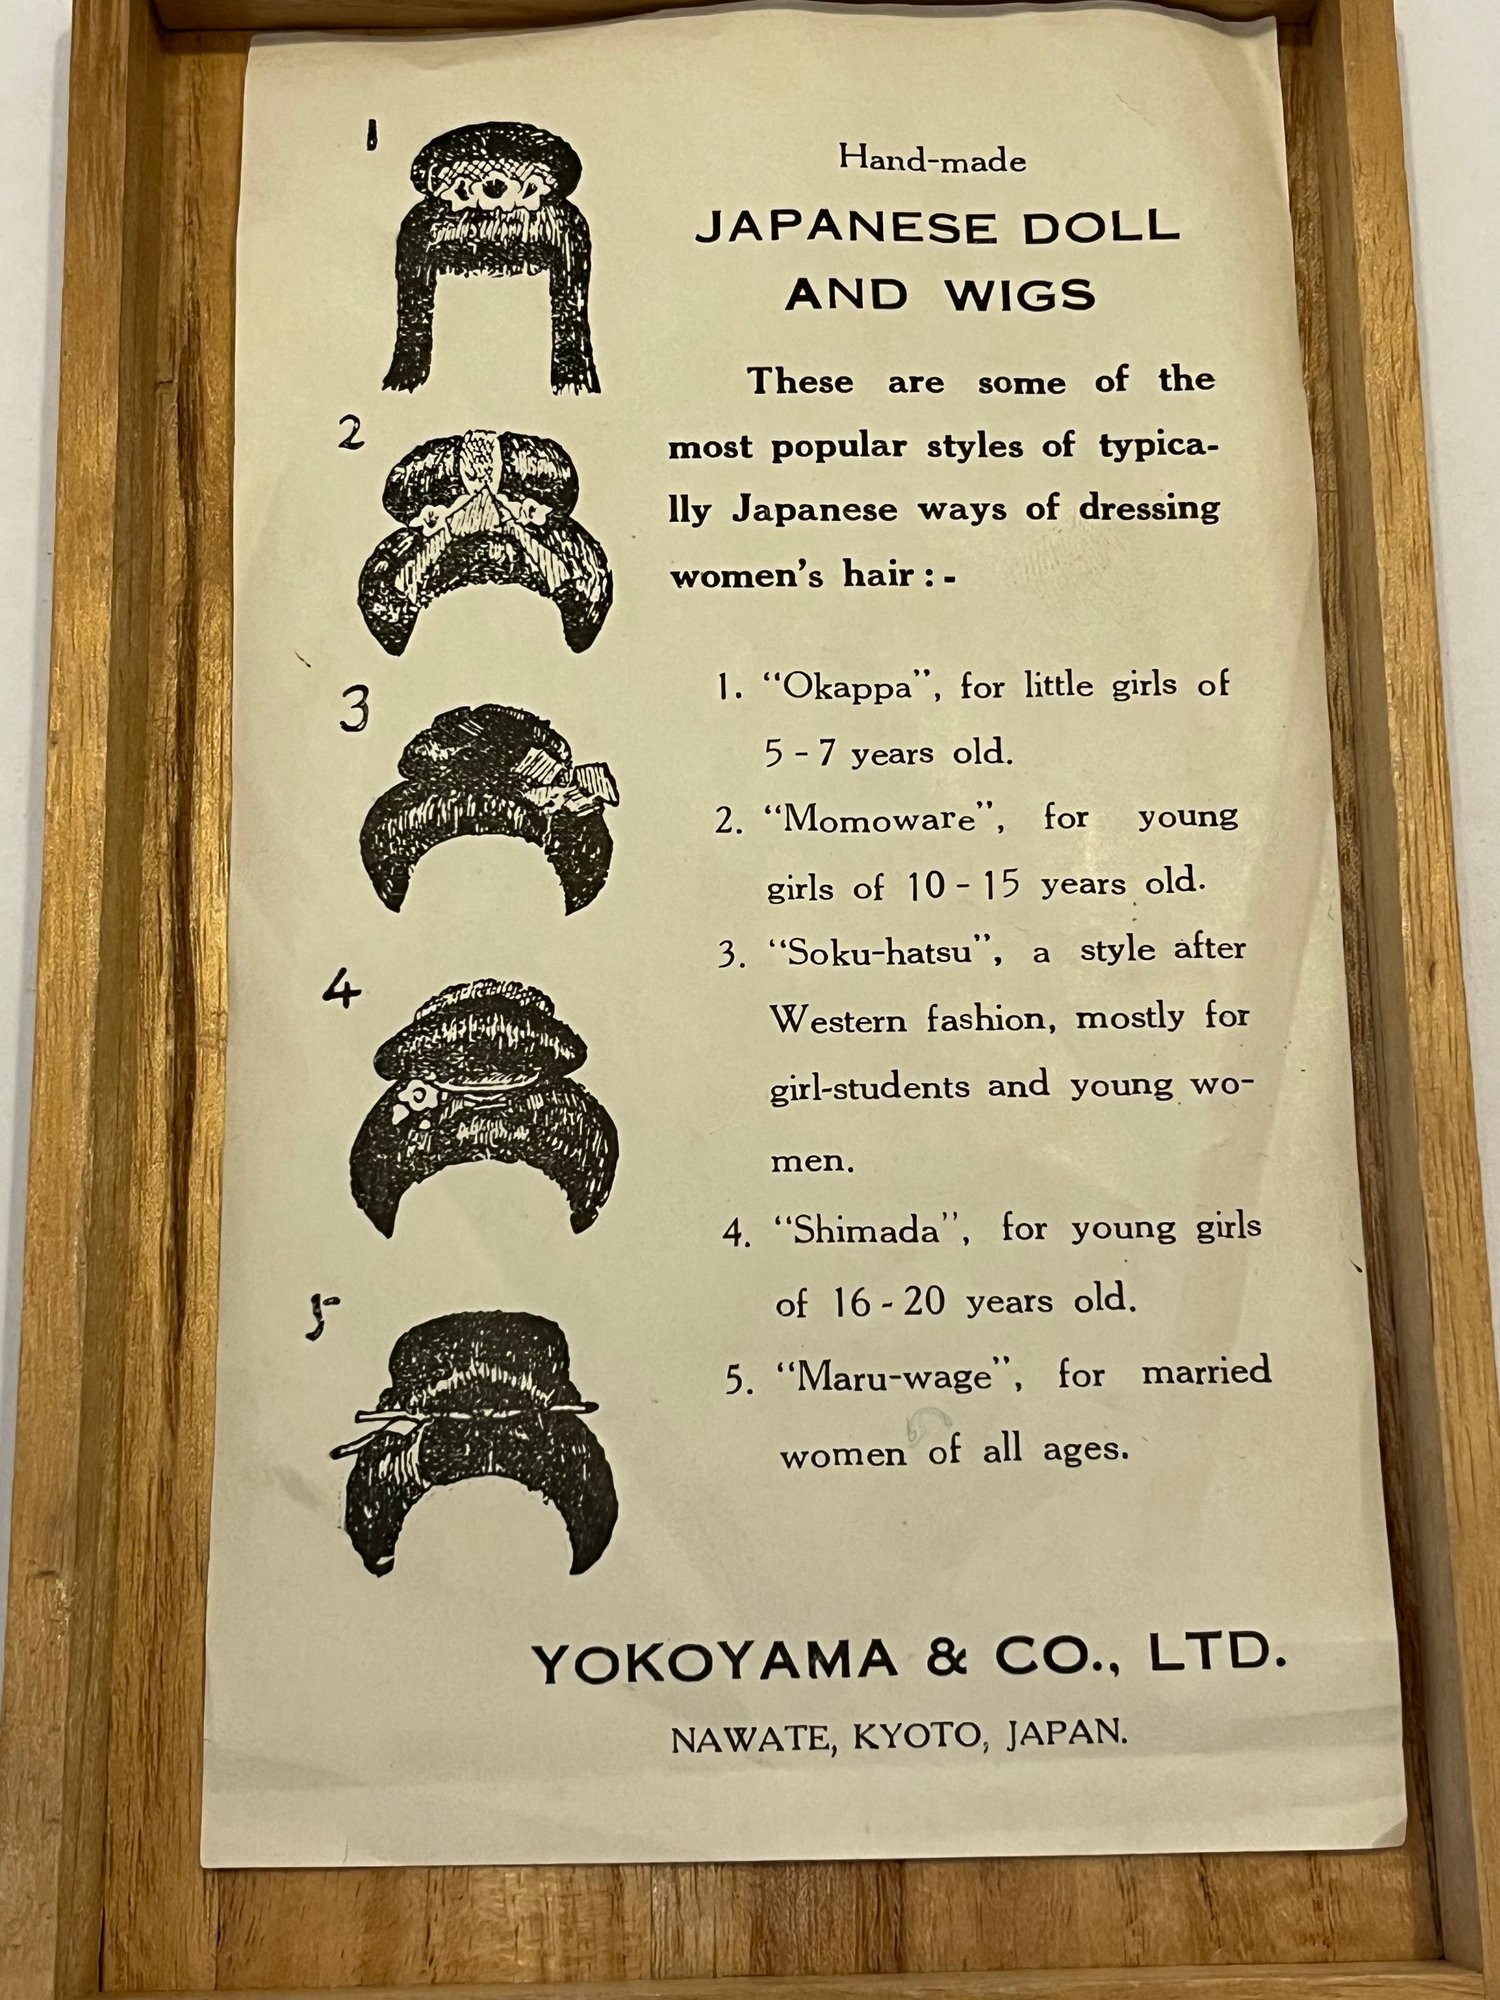 Hand-made
JAPANESE DOLL
AND WIGS
These are some of the
most popular styles of typica-
lly Japanese ways of dressing
women's hair : -
1. "Okappa", for little girls of
5 - 7 years old.
2. "Momoware", for young
girls of 10 - 15 years old.
3. "Soku-hatsu", a style after
Western fashion, mostly for
girl-students and young wo-
men.
4. "Shimada", for young girls
of 16 - 20 years old.
5. "Maru-wage", for married
women of all ages.
1
2
3
4
5
YOKOYAMA & CO., LTD.
NAWATE, KYOTO, JAPAN.